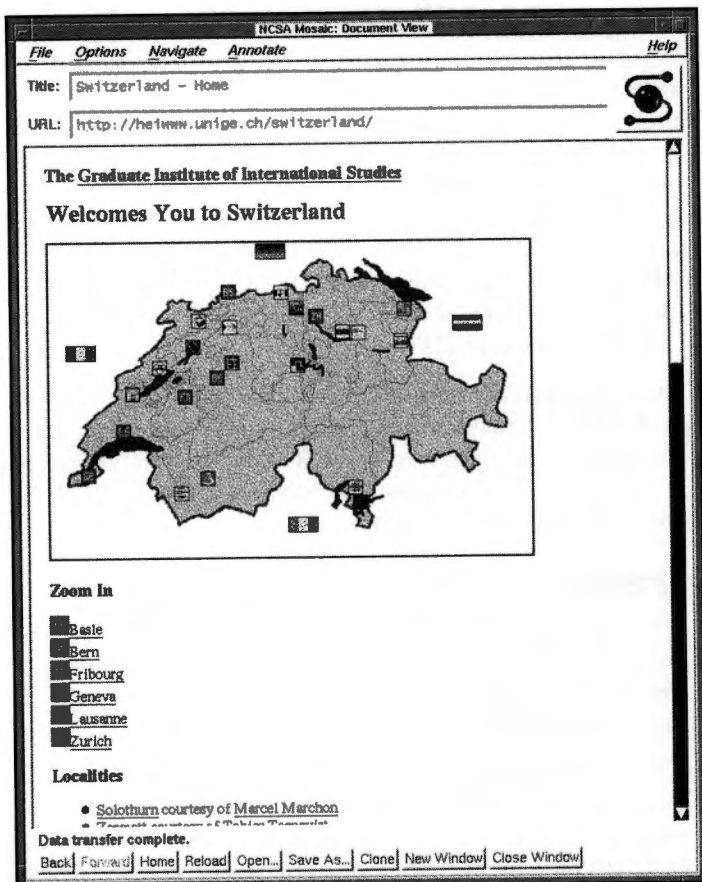 NCSA Mosaic: Document View
File Options Navigate Annotate Help
Title: Switzerland - Home
URL: http://heiwww.unige.ch/switzerland/
The Graduate Institute of International Studies
Welcomes You to Switzerland
Zoom In
Basle
Bern
Fribourg
Geneva
Lausanne
Zurich
Localities
Solothurn courtesy of Marcel Marchon
courtesy of Tobias
Data transfer complete.
Back Forward Home Reload Open... Save As... Clone New Window Close Window